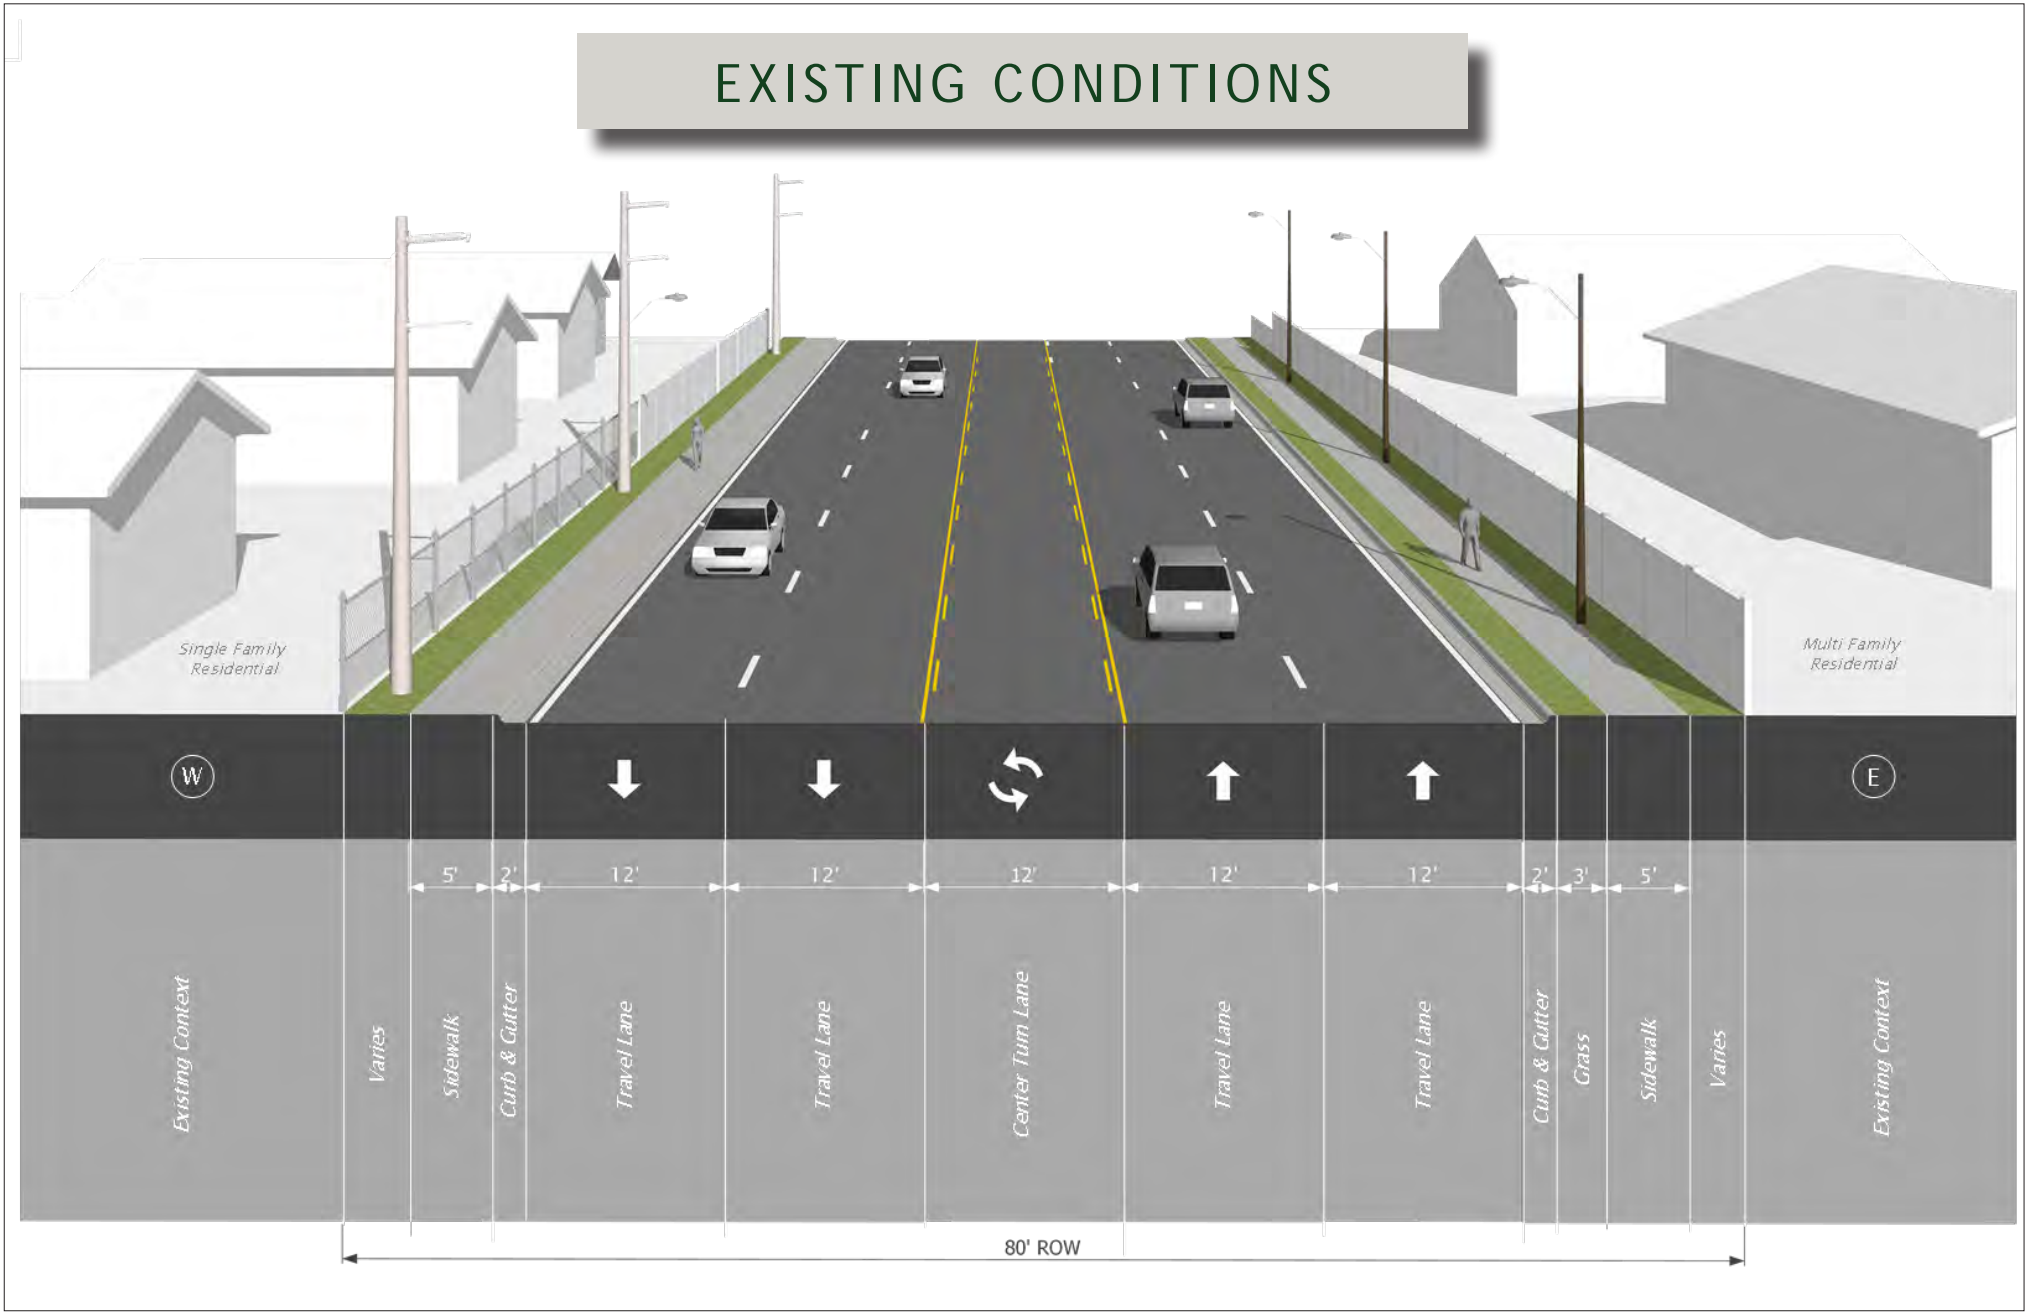 EXISTING CONDITIONS
Single Family
Residential
Multi Family
Residential
W
E
5'
2'
12'
12'
12'
12'
12'
2'
3'
5'
Existing Context
Varies
Sidewalk
Curb & Gutter
Travel Lane
Travel Lane
Center Turn Lane
Travel Lane
Travel Lane
Curb & Gutter
Grass
Sidewalk
Varies
Existing Context
80' ROW